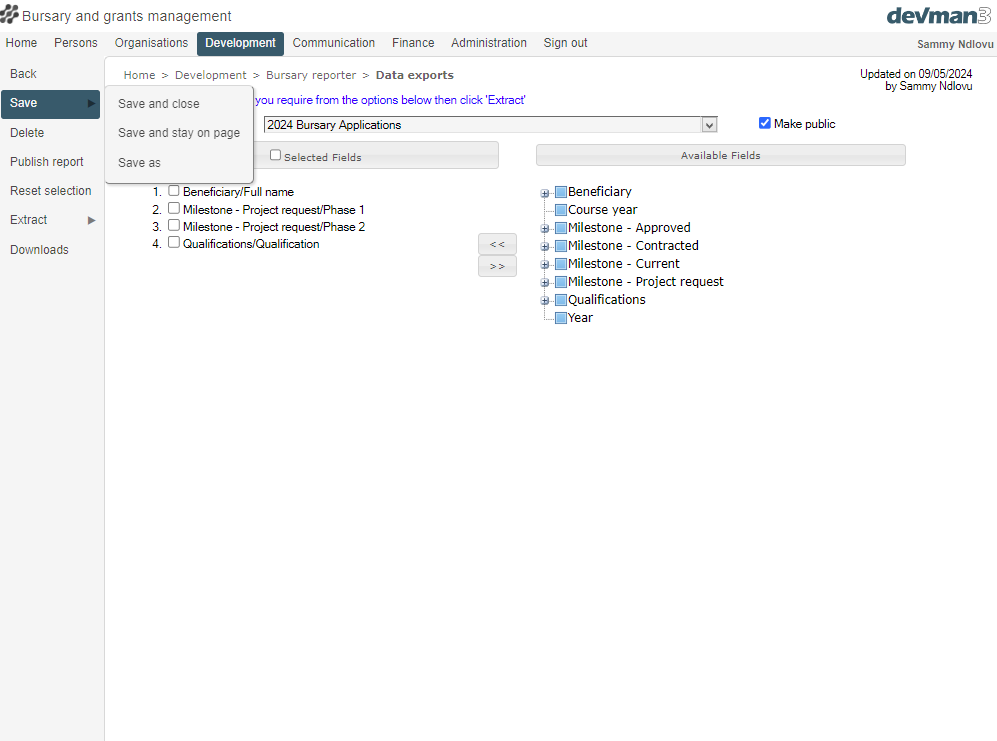 Bursary and grants management
devman3
Home Persons Organisations Development Communication Finance Administration Sign out
Sammy Ndlovu
Back
Save
Delete
Publish report
Reset selection
Extract
Downloads
Save and close
Save and stay on page
Save as
Home > Development > Bursary reporter > Data exports
Updated on 09/05/2024
by Sammy Ndlovu
you require from the options below then click 'Extract'
2024 Bursary Applications
Make public
Selected Fields
1. Beneficiary/Full name
2. Milestone - Project request/Phase 1
3. Milestone - Project request/Phase 2
4. Qualifications/Qualification
<<
>>
Available Fields
Beneficiary
Course year
Milestone - Approved
Milestone - Contracted
Milestone - Current
Milestone - Project request
Qualifications
Year